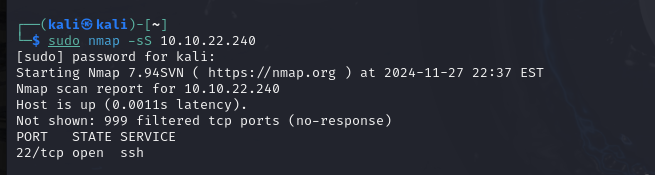 ┌──(kali㉿kali)-[~]
└─$ sudo nmap -sS 10.10.22.240
[sudo] password for kali:
Starting Nmap 7.94SVN ( https://nmap.org ) at 2024-11-27 22:37 EST
Nmap scan report for 10.10.22.240
Host is up (0.0011s latency).
Not shown: 999 filtered tcp ports (no-response)
PORT   STATE SERVICE
22/tcp open  ssh